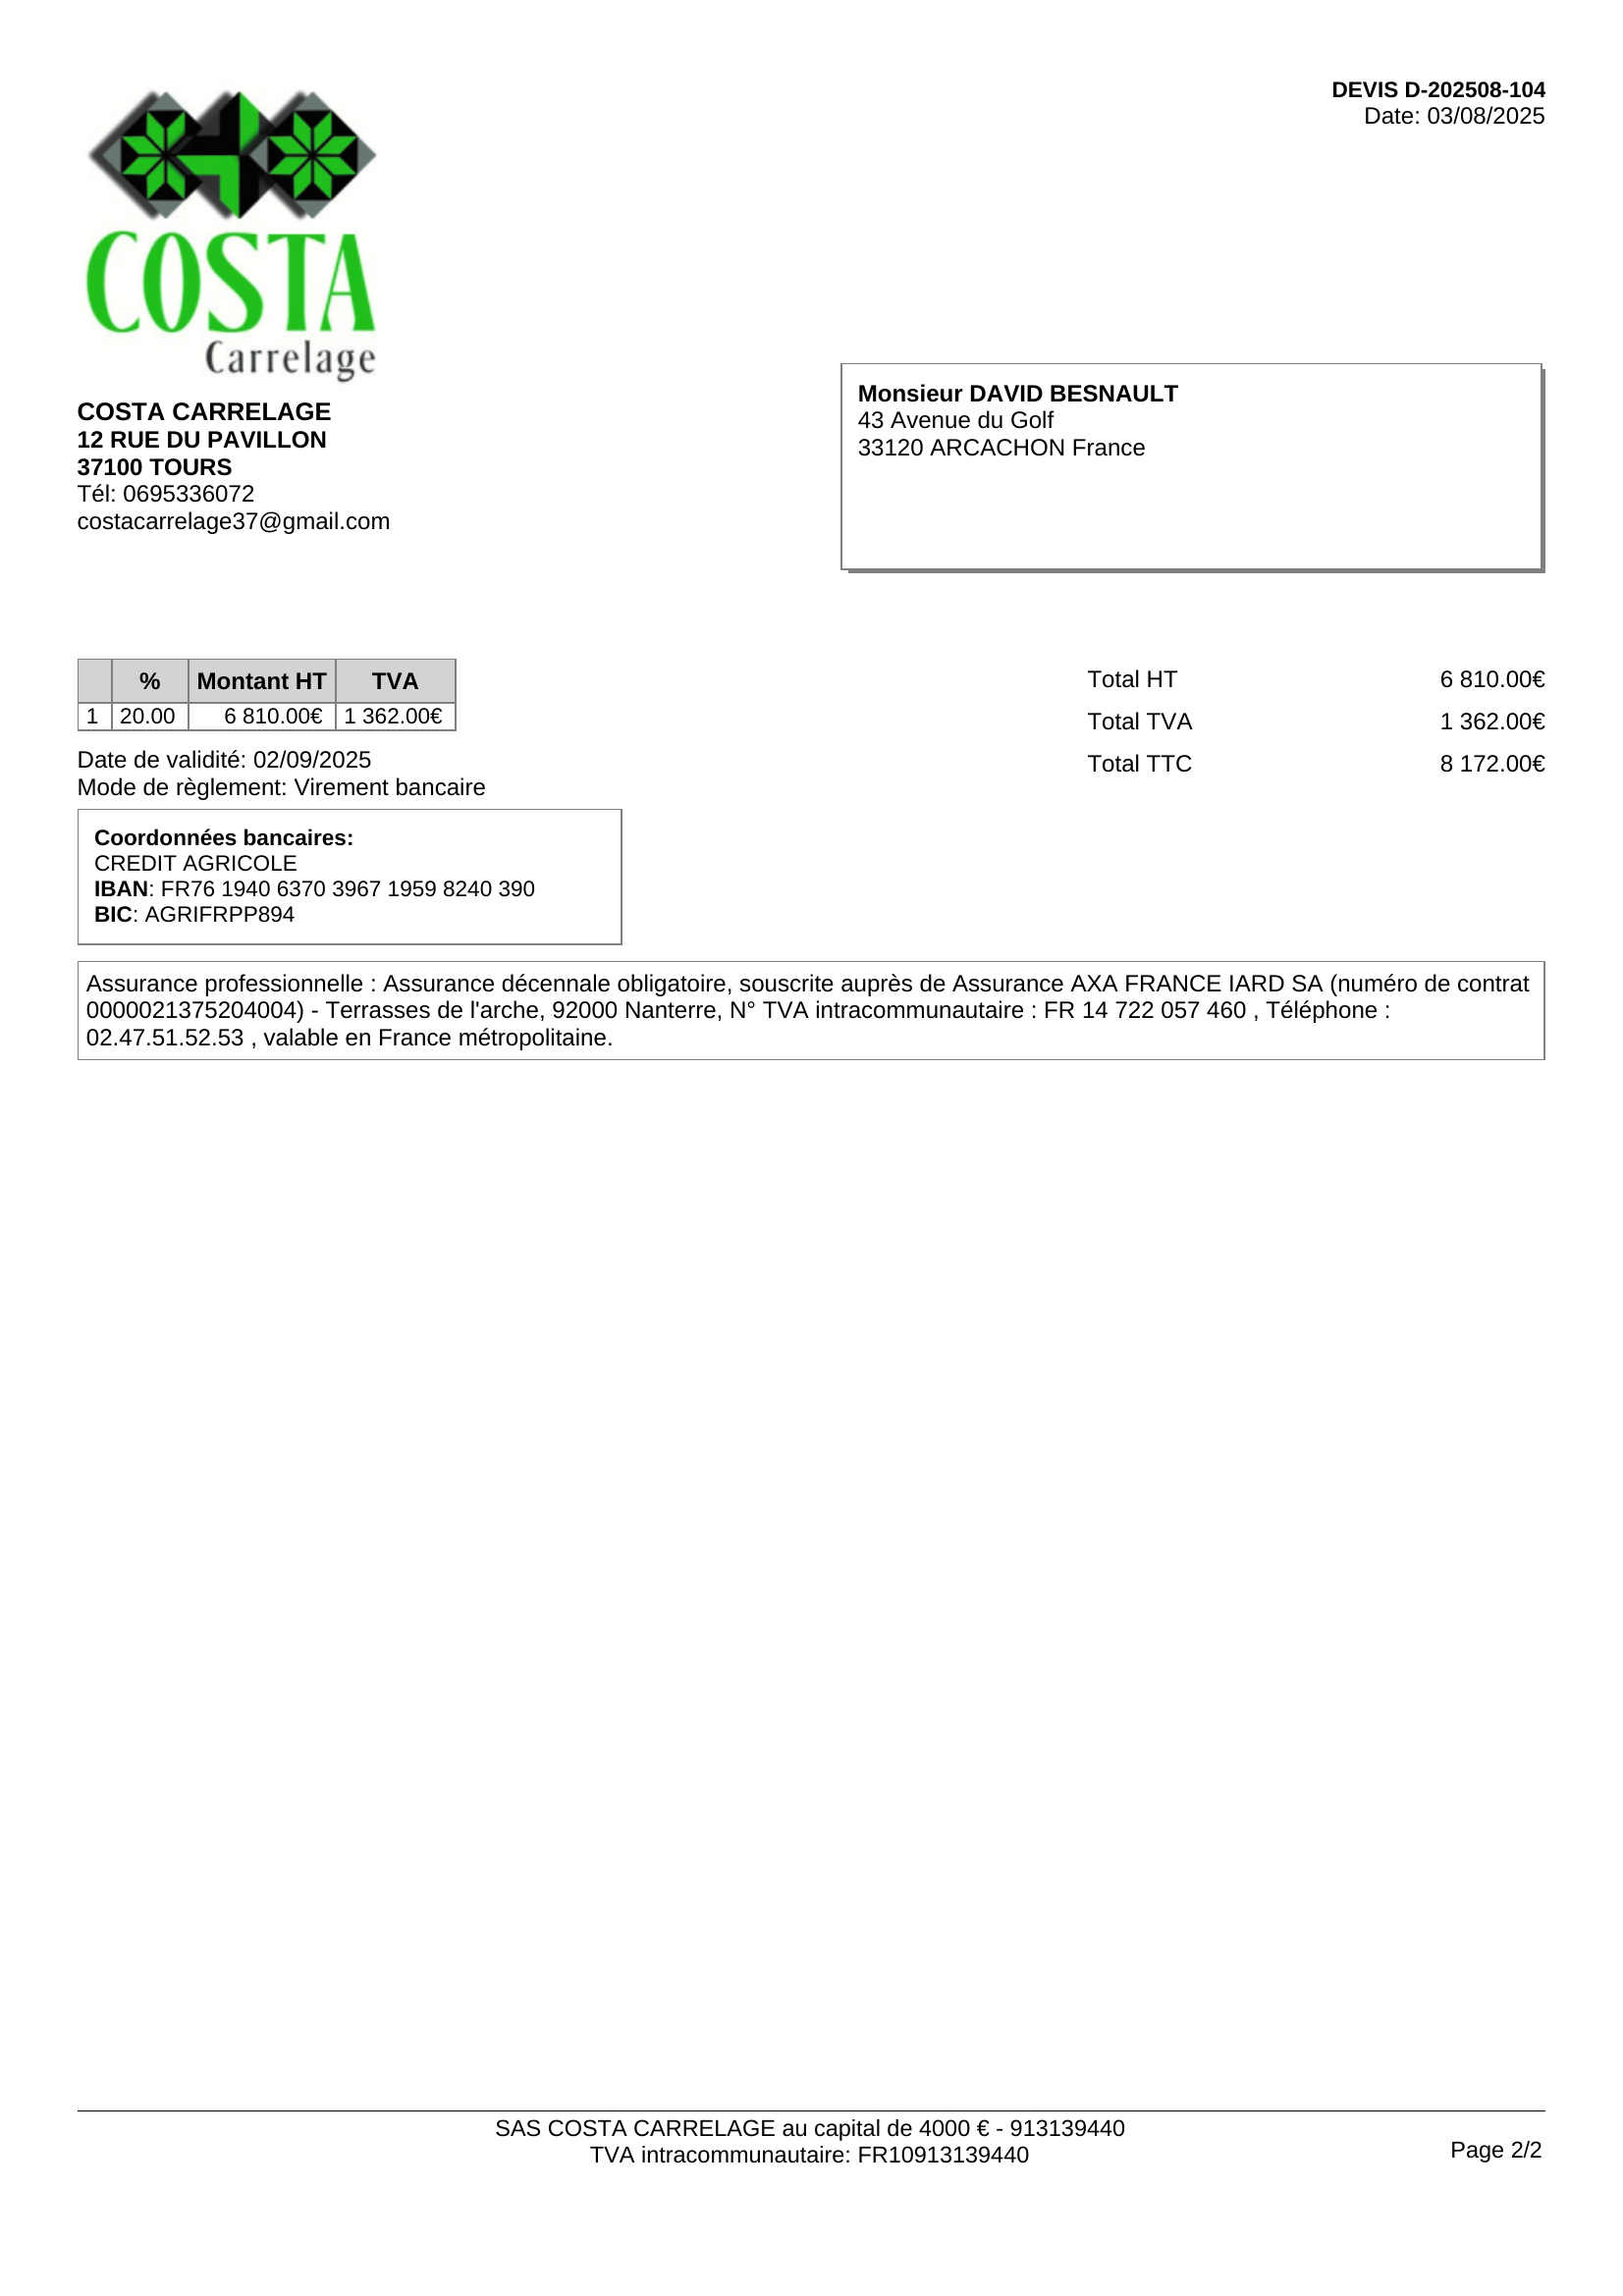 DEVIS D-202508-104
Date: 03/08/2025
COSTA
Carrelage
COSTA CARRELAGE
12 RUE DU PAVILLON
37100 TOURS
Tél: 0695336072
costacarrelage37@gmail.com
Monsieur DAVID BESNAULT
43 Avenue du Golf
33120 ARCACHON France
% Montant HT TVA
1 20.00 6 810.00€ 1 362.00€
Total HT 6 810.00€
Total TVA 1 362.00€
Total TTC 8 172.00€
Date de validité: 02/09/2025
Mode de règlement: Virement bancaire
Coordonnées bancaires:
CREDIT AGRICOLE
IBAN: FR76 1940 6370 3967 1959 8240 390
BIC: AGRIFRPP894
Assurance professionnelle : Assurance décennale obligatoire, souscrite auprès de Assurance AXA FRANCE IARD SA (numéro de contrat
0000021375204004) - Terrasses de l'arche, 92000 Nanterre, N° TVA intracommunautaire : FR 14 722 057 460 , Téléphone :
02.47.51.52.53 , valable en France métropolitaine.
SAS COSTA CARRELAGE au capital de 4000 € - 913139440
TVA intracommunautaire: FR10913139440
Page 2/2